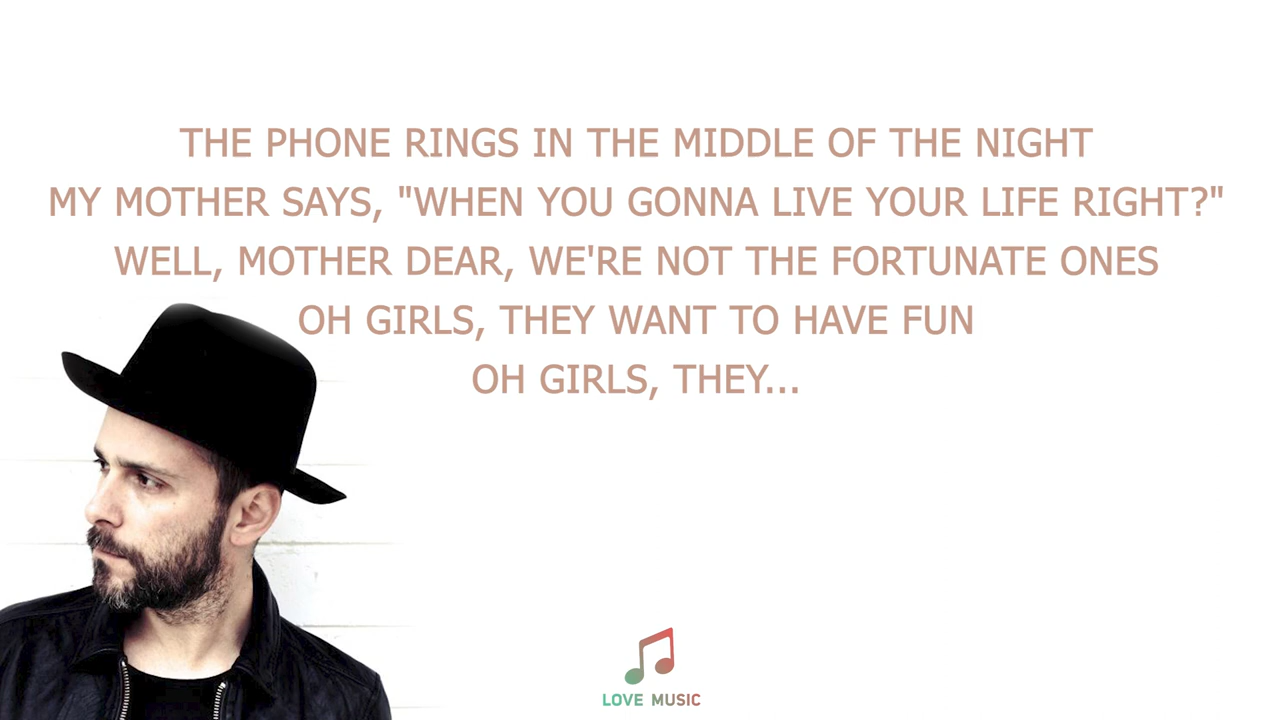 THE PHONE RINGS IN THE MIDDLE OF THE NIGHT
MY MOTHER SAYS, "WHEN YOU GONNA LIVE YOUR LIFE RIGHT?"
WELL, MOTHER DEAR, WE'RE NOT THE FORTUNATE ONES
OH GIRLS, THEY WANT TO HAVE FUN
OH GIRLS, THEY...
LOVE MUSIC